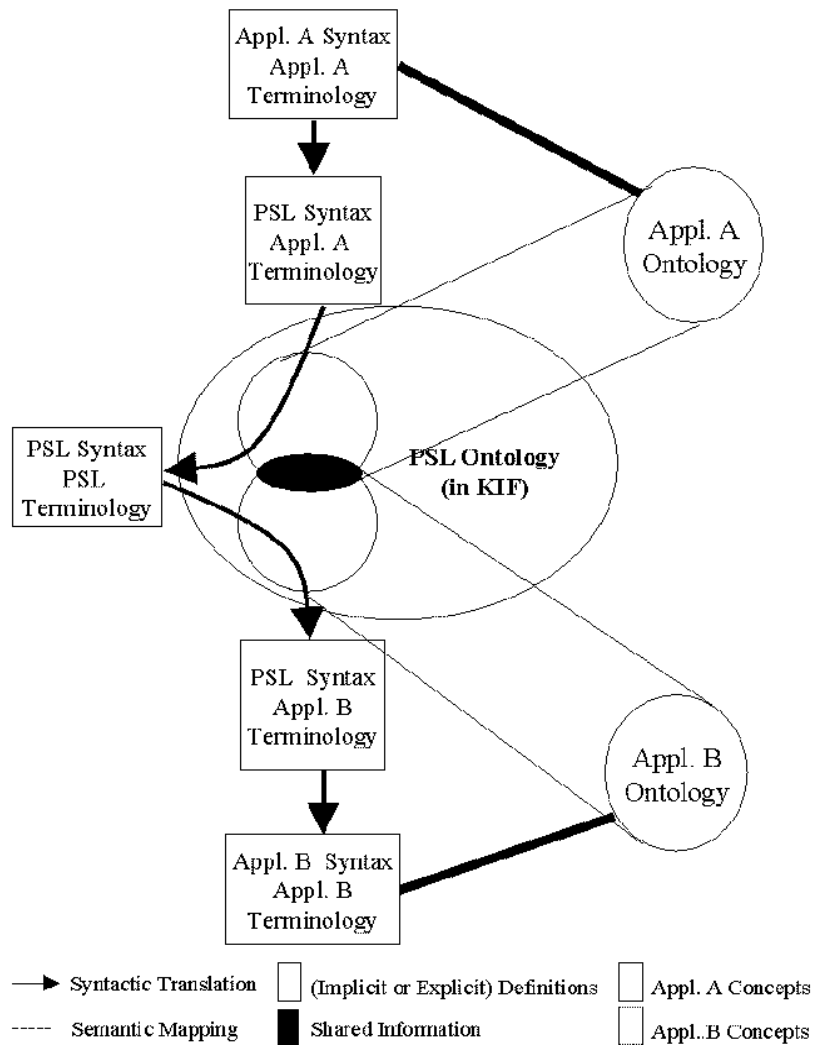 Appl. A Syntax
Appl. A
Terminology
PSL Syntax
Appl. A
Terminology
Appl. A
Ontology
PSL Syntax
PSL
Terminology
PSL Ontology
(in KIF)
PSL Syntax
Appl. B
Terminology
Appl. B
Ontology
Appl. B Syntax
Appl. B
Terminology
Syntactic Translation
(Implicit or Explicit) Definitions
Appl. A Concepts
Semantic Mapping
Shared Information
Appl..B Concepts